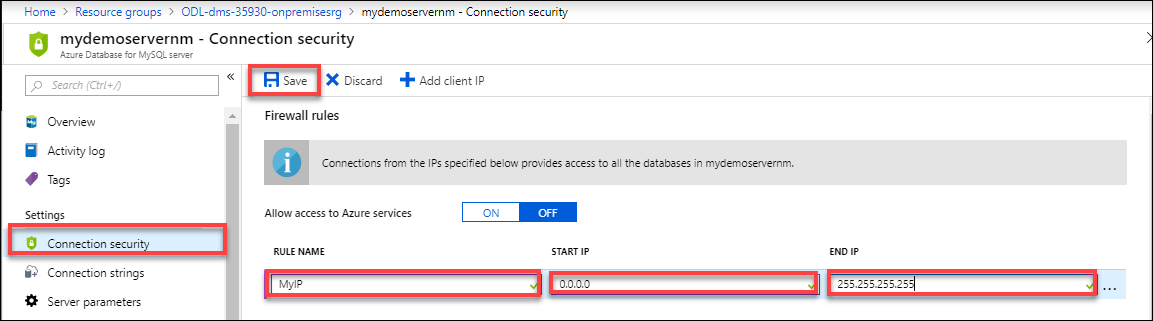 Home > Resource groups > ODL-dms-35930-onpremisesrg > mydemoservernm - Connection security
mydemoservernm - Connection security
Azure Database for MySQL server
Search (Ctrl+/)
«
Save Discard Add client IP
Overview
Activity log
Tags
Settings
Connection security
Connection strings
Server parameters
Firewall rules
Connections from the IPs specified below provides access to all the databases in mydemoservernm.
Allow access to Azure services ON OFF
RULE NAME START IP END IP
MyIP 0.0.0.0 255.255.255.255 ...